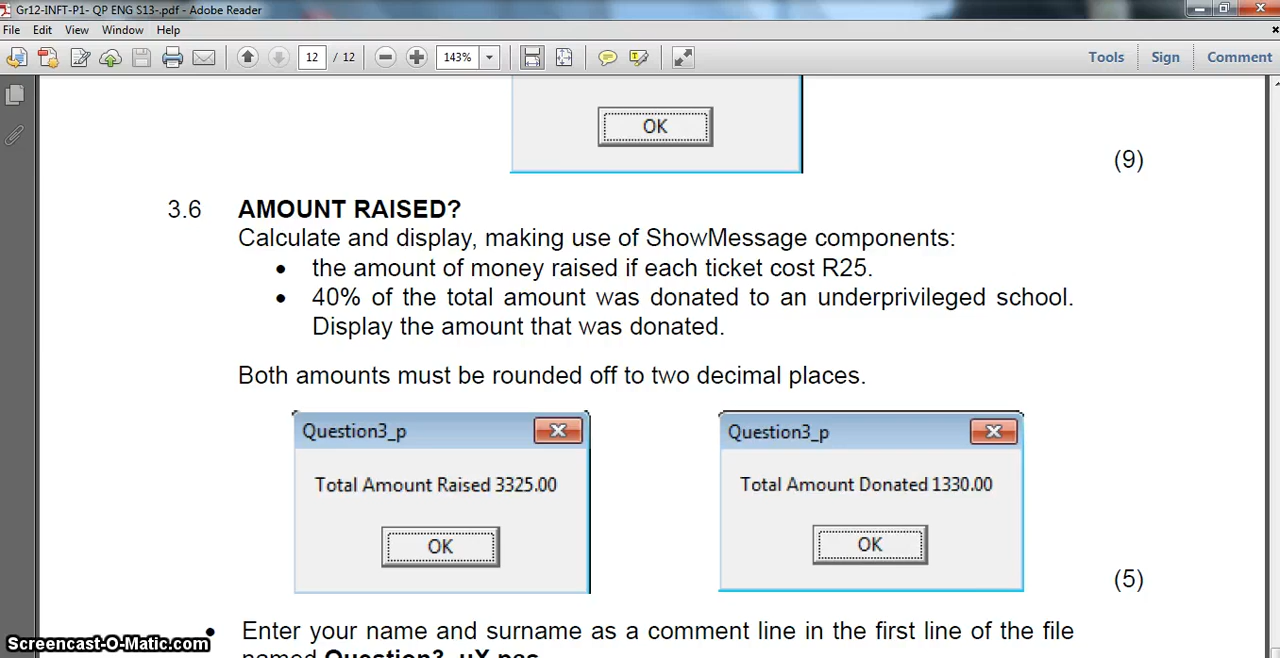 Gr12-INFT-P1- QP ENG S13-.pdf - Adobe Reader
File Edit View Window Help
12 / 12 143% Tools Sign Comment
OK
(9)
3.6 AMOUNT RAISED?
Calculate and display, making use of ShowMessage components:
• the amount of money raised if each ticket cost R25.
• 40% of the total amount was donated to an underprivileged school.
Display the amount that was donated.
Both amounts must be rounded off to two decimal places.
Question3_p
Total Amount Raised 3325.00
OK
Question3_p
Total Amount Donated 1330.00
OK
(5)
• Enter your name and surname as a comment line in the first line of the file
named Question3_uX.pas
Screencast-O-Matic.com